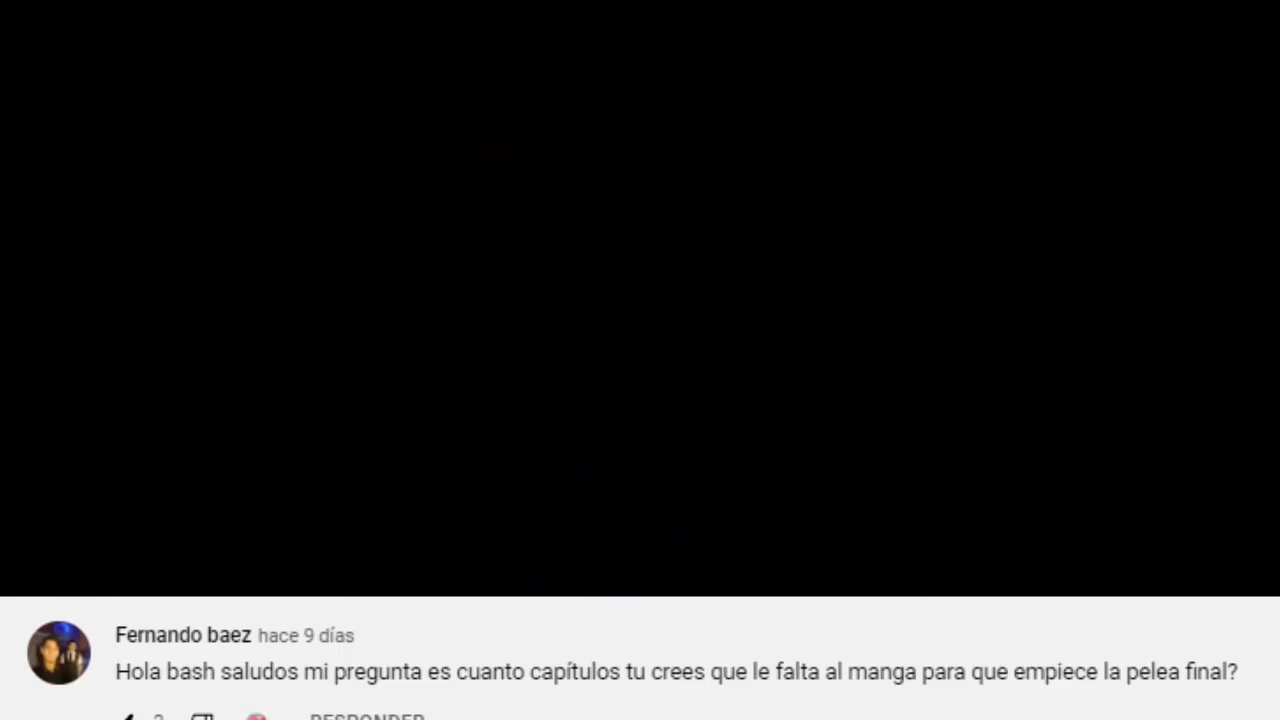 Fernando baez hace 9 días
Hola bash saludos mi pregunta es cuanto capítulos tu crees que le falta al manga para que empiece la pelea final?
RESPONDER